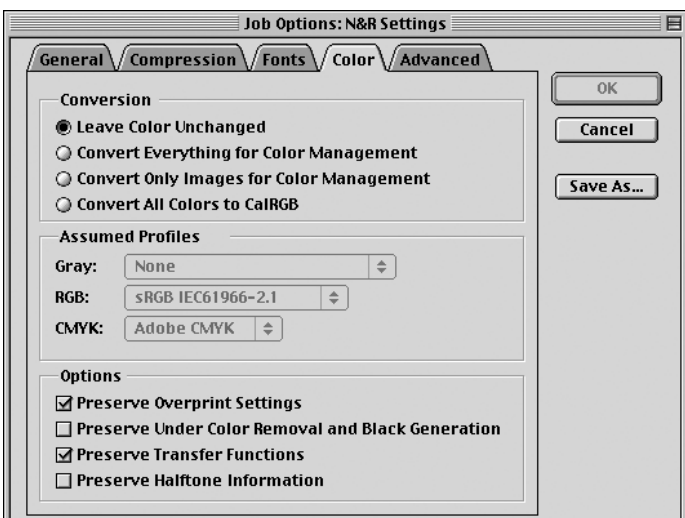 Job Options: N&R Settings
General Compression Fonts Color Advanced
OK
Cancel
Save As...
Conversion
Leave Color Unchanged
Convert Everything for Color Management
Convert Only Images for Color Management
Convert All Colors to CalRGB
Assumed Profiles
Gray: None
RGB: sRGB IEC61966-2.1
CMYK: Adobe CMYK
Options
Preserve Overprint Settings
Preserve Under Color Removal and Black Generation
Preserve Transfer Functions
Preserve Halftone Information